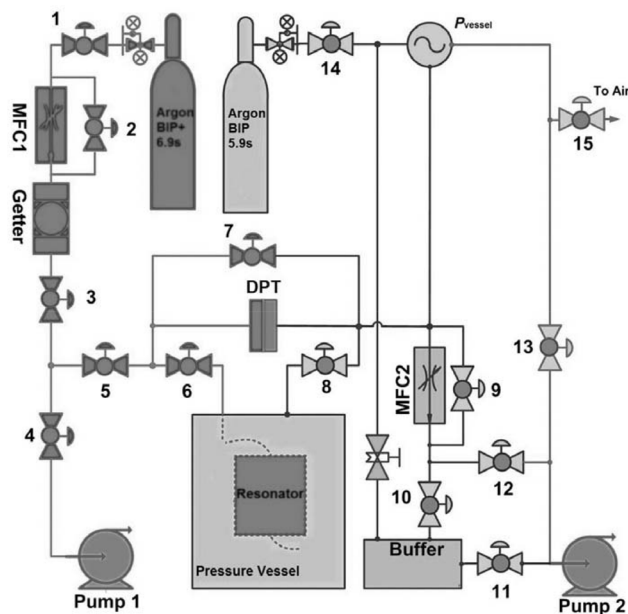 1
P vessel
14
To Air
MFC1
2
Argon
BIP+
6.9s
Argon
BIP
5.9s
15
Getter
7
3
DPT
13
5
6
8
MFC2
9
4
Resonator
10
12
Buffer
Pressure Vessel
11
Pump 1
Pump 2